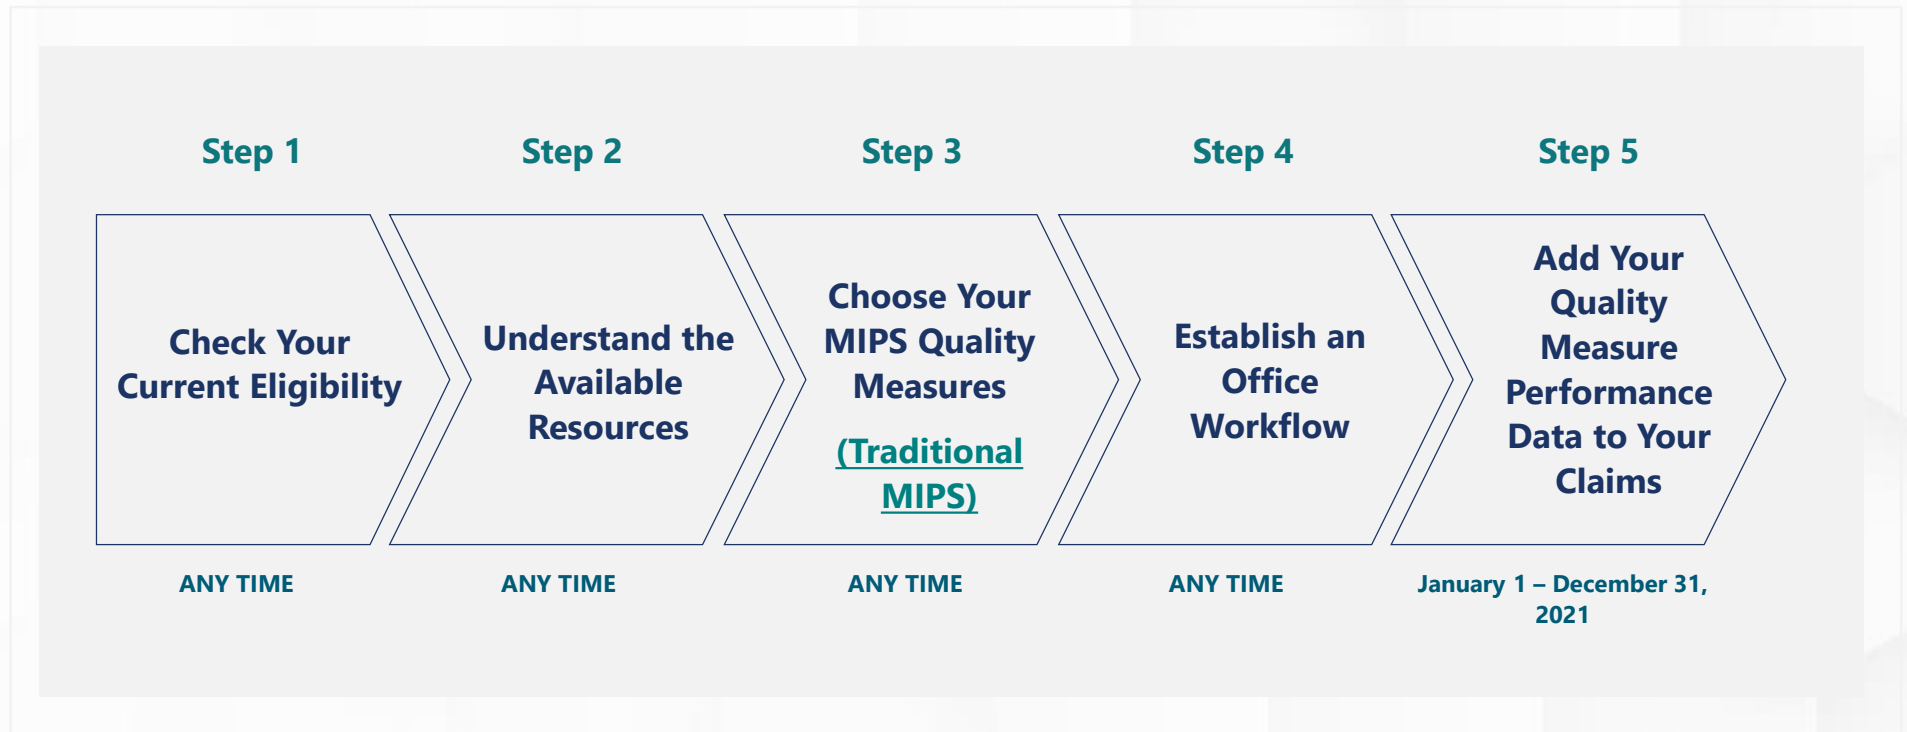 Step 1
Step 2
Step 3
Step 4
Step 5
Check Your
Current Eligibility
Understand the
Available
Resources
Choose Your
MIPS Quality
Measures
(Traditional
MIPS)
Establish an
Office
Workflow
Add Your
Quality
Measure
Performance
Data to Your
Claims
ANY TIME
ANY TIME
ANY TIME
ANY TIME
January 1 – December 31,
2021